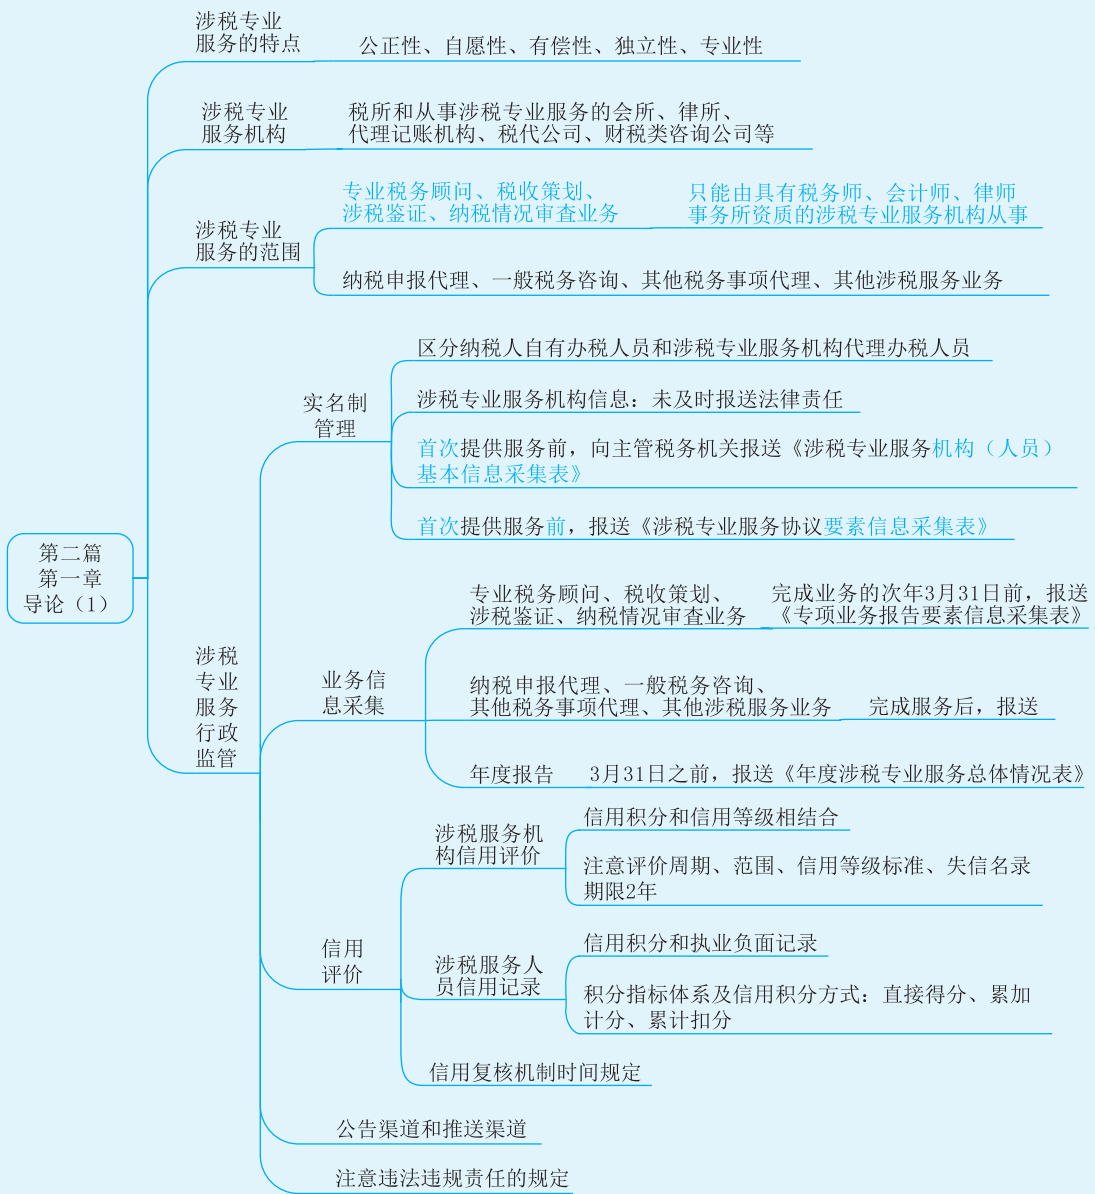 第二篇
第一章
导论（1）
涉税专业
服务的特点
公正性、自愿性、有偿性、独立性、专业性
涉税专业
服务机构
税所和从事涉税专业服务的会所、律所、
代理记账机构、税代公司、财税类咨询公司等
涉税专业
服务的范围
专业税务顾问、税收策划、
涉税鉴证、纳税情况审查业务
只能由具有税务师、会计师、律师
事务所资质的涉税专业服务机构从事
纳税申报代理、一般税务咨询、其他税务事项代理、其他涉税服务业务
涉税
专业
服务
行政
监管
实名制
管理
区分纳税人自有办税人员和涉税专业服务机构代理办税人员
涉税专业服务机构信息：未及时报送法律责任
首次提供服务前，向主管税务机关报送《涉税专业服务机构（人员）
基本信息采集表》
首次提供服务前，报送《涉税专业服务协议要素信息采集表》
业务信
息采集
专业税务顾问、税收策划、
涉税鉴证、纳税情况审查业务
完成业务的次年3月31日前，报送
《专项业务报告要素信息采集表》
纳税申报代理、一般税务咨询、
其他税务事项代理、其他涉税服务业务
完成服务后，报送
年度报告
3月31日之前，报送《年度涉税专业服务总体情况表》
信用
评价
涉税服务机
构信用评价
信用积分和信用等级相结合
注意评价周期、范围、信用等级标准、失信名录
期限2年
涉税服务人
员信用记录
信用积分和执业负面记录
积分指标体系及信用积分方式：直接得分、累加
计分、累计扣分
信用复核机制时间规定
公告渠道和推送渠道
注意违法违规责任的规定